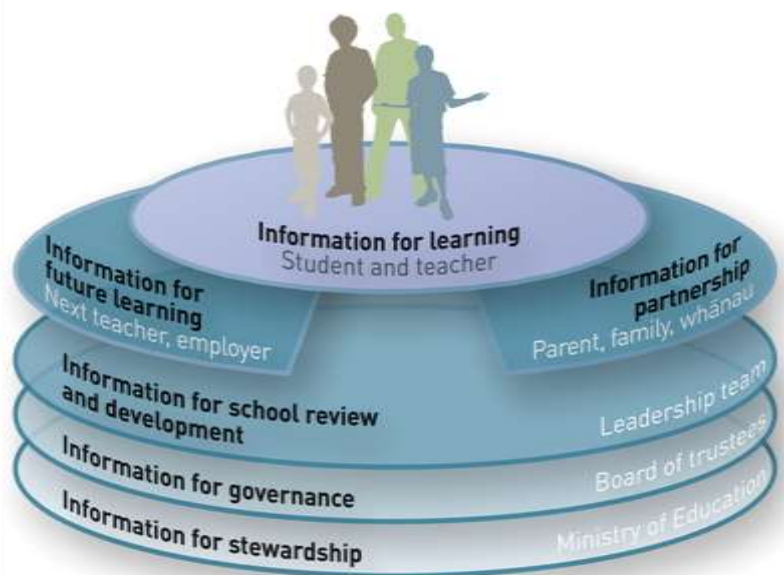 Information for learning
Student and teacher
Information for
future learning
Next teacher, employer
Information for
partnership
Parent, family, whānau
Information for school review
and development
Leadership team
Information for governance
Board of trustees
Information for stewardship
Ministry of Education